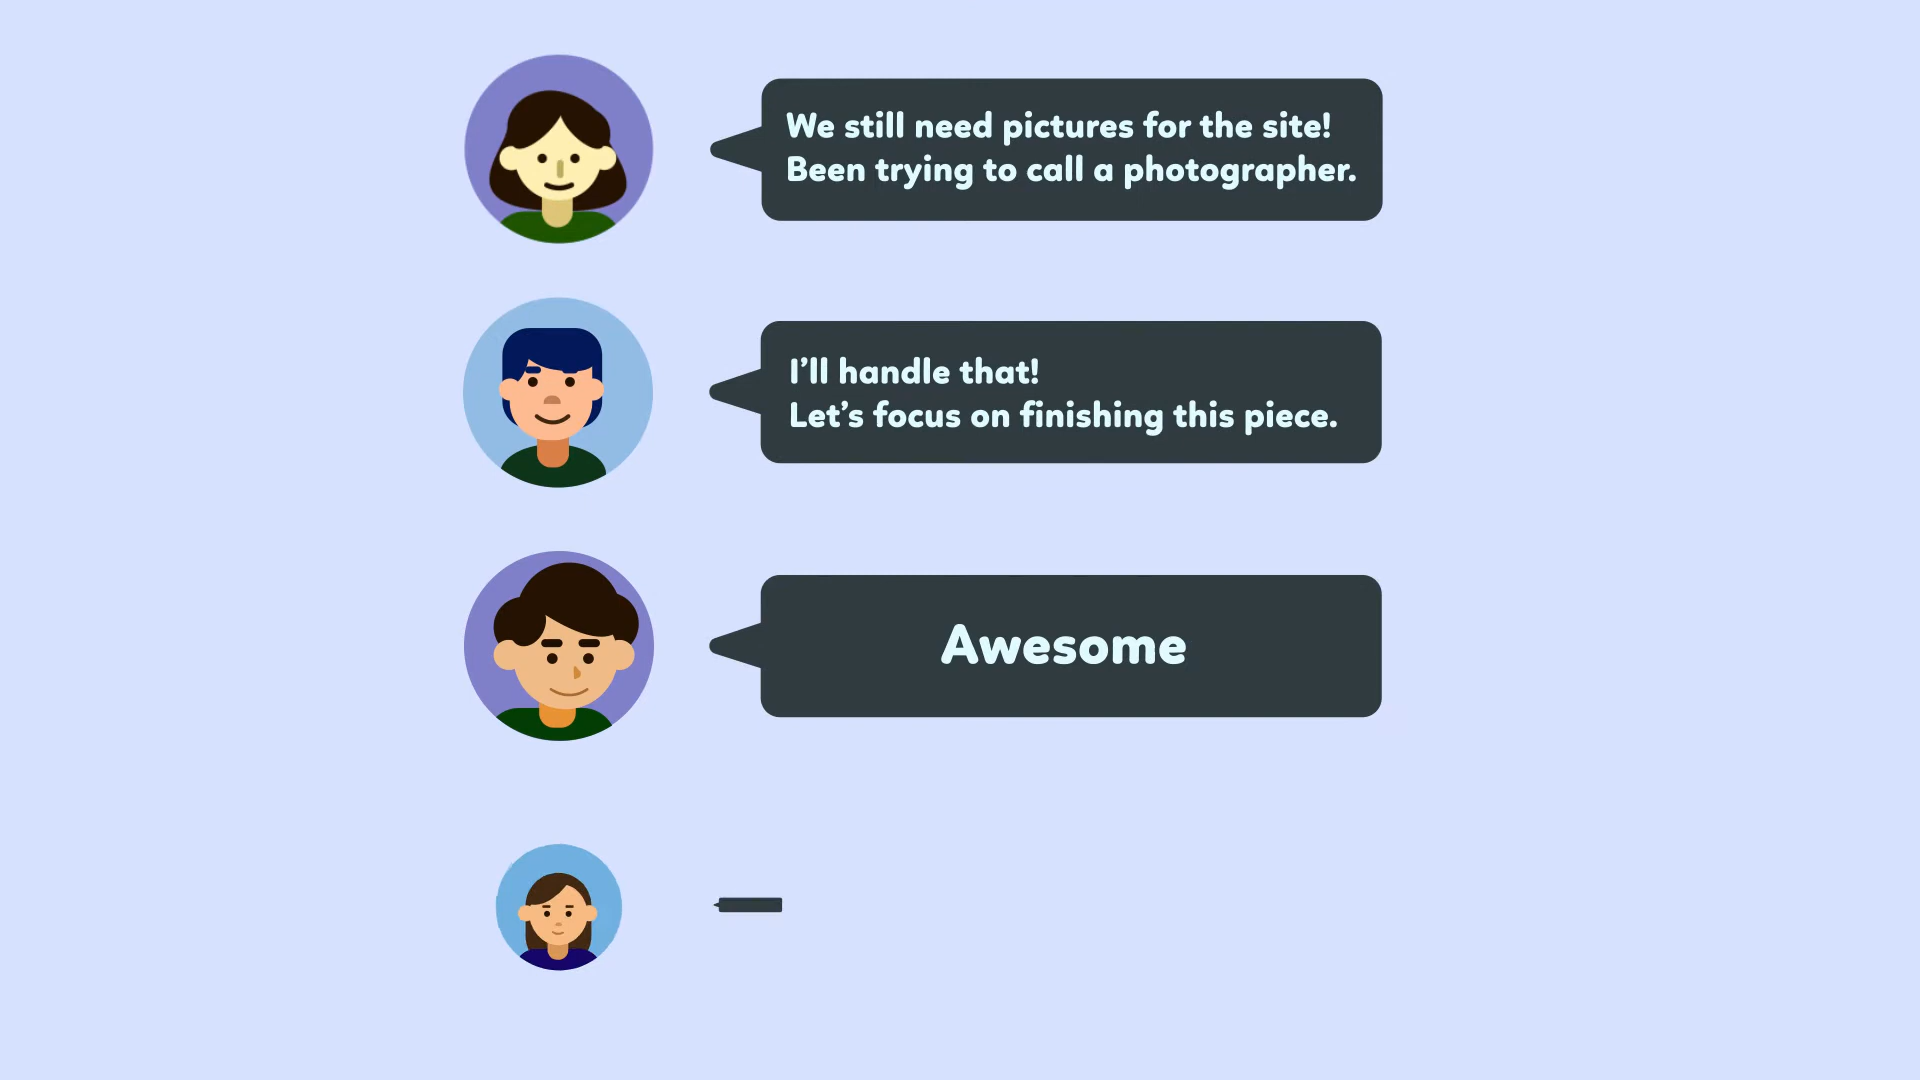 We still need pictures for the site!
Been trying to call a photographer.
I’ll handle that!
Let’s focus on finishing this piece.
Awesome